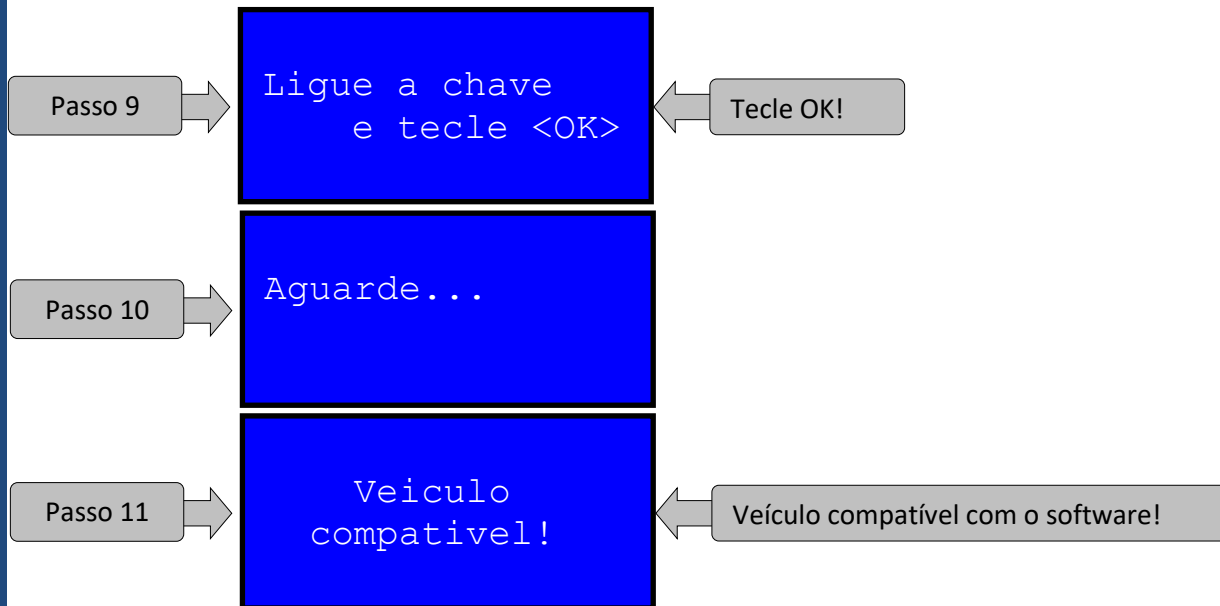 Passo 9
Ligue a chave
e tecle <OK>
Tecle OK!
Passo 10
Aguarde...
Passo 11
Veiculo
compativel!
Veículo compatível com o software!